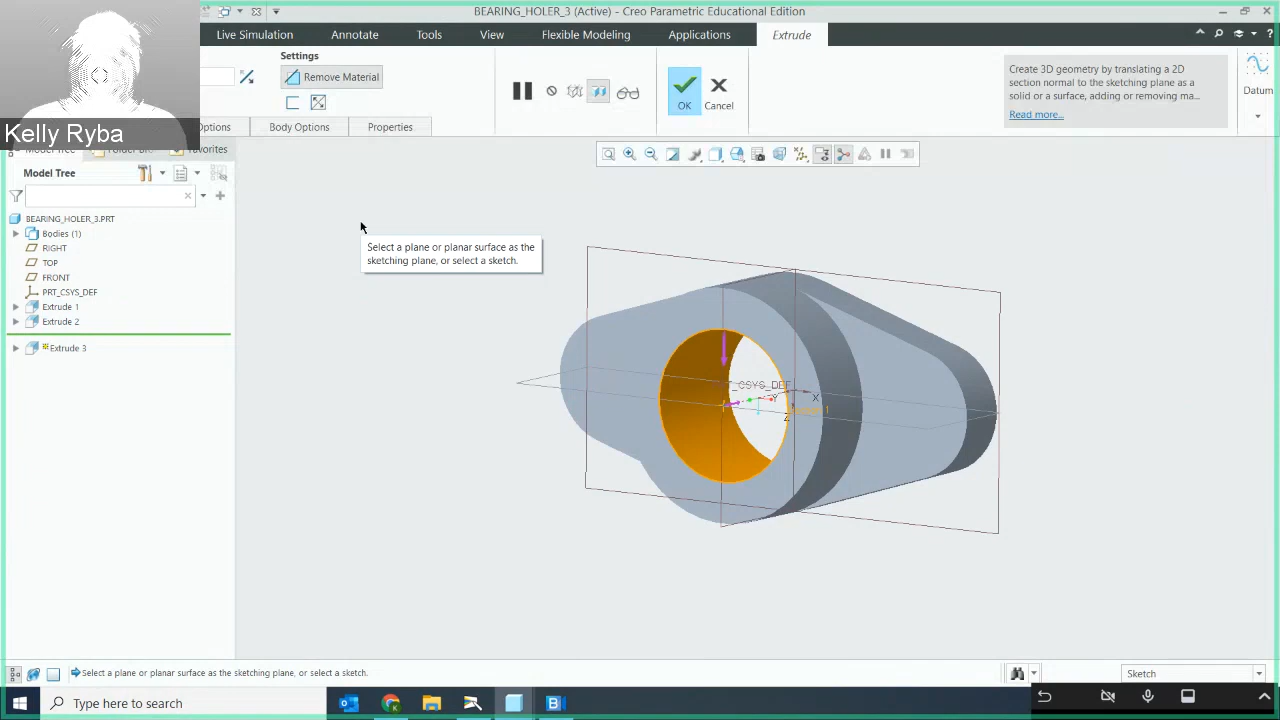 BEARING_HOLER_3 (Active) - Creo Parametric Educational Edition
Live Simulation Annotate Tools View Flexible Modeling Applications Extrude
Settings
Remove Material
OK
Cancel
Create 3D geometry by translating a 2D
section normal to the sketching plane as a
solid or a surface, adding or removing ma...
Read more...
Datum
Kelly Ryba
Options Body Options Properties
Model Tree Favorites
Model Tree
BEARING_HOLER_3.PRT
Bodies (1)
RIGHT
TOP
FRONT
PRT_CSYS_DEF
Extrude 1
Extrude 2
Extrude 3
Select a plane or planar surface as the
sketching plane, or select a sketch.
_CSYS_DEF
X
Y
Z
Select a plane or planar surface as the sketching plane, or select a sketch.
Sketch
Type here to search